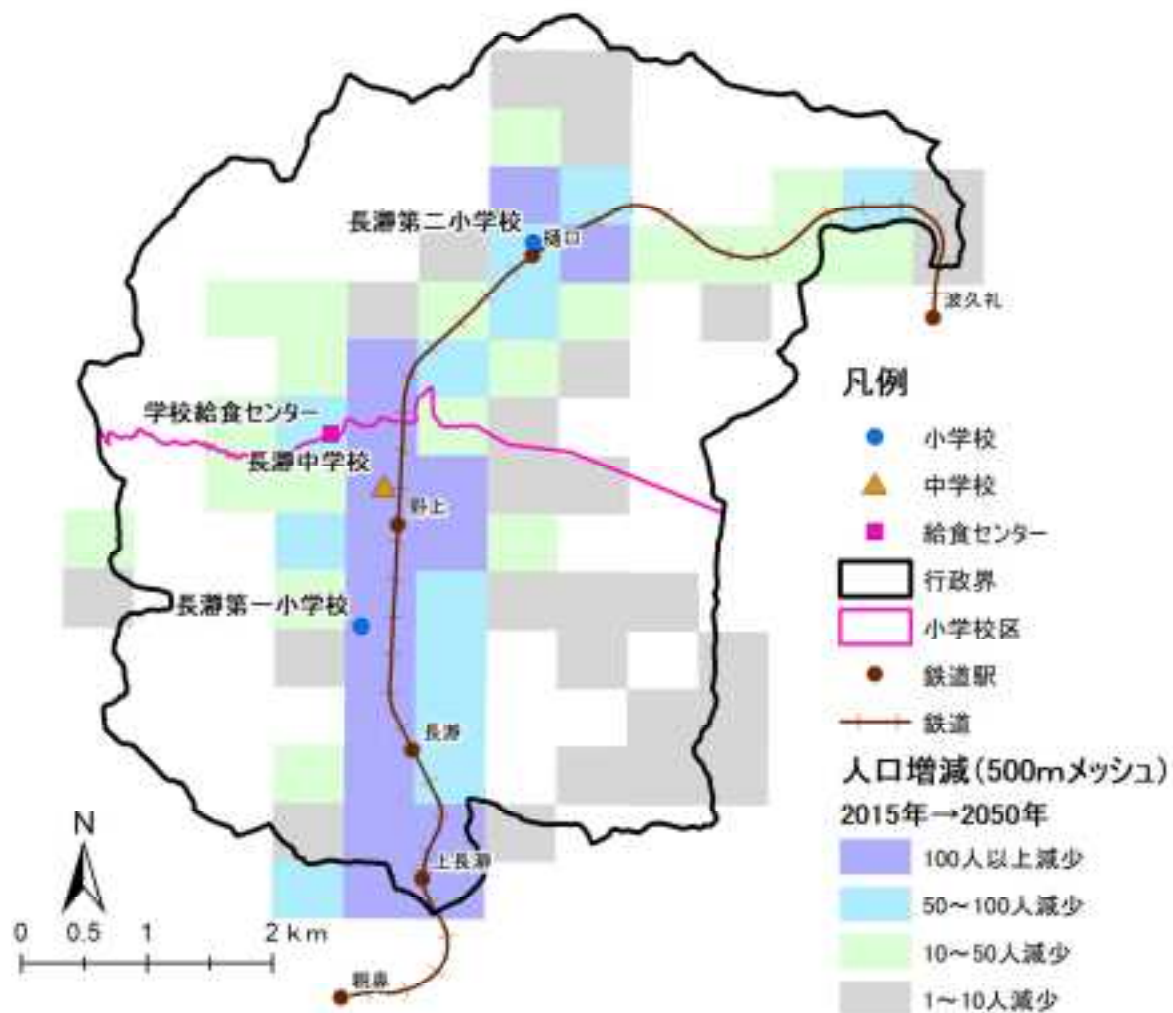 長瀞第二小学校
樋口
波久礼
学校給食センター
長瀞中学校
野上
長瀞第一小学校
長瀞
上長瀞
親鼻
N
0 0.5 1 2 km
凡例
小学校
中学校
給食センター
行政界
小学校区
鉄道駅
鉄道
人口増減(500mメッシュ)
2015年→2050年
100人以上減少
50~100人減少
10~50人減少
1~10人減少